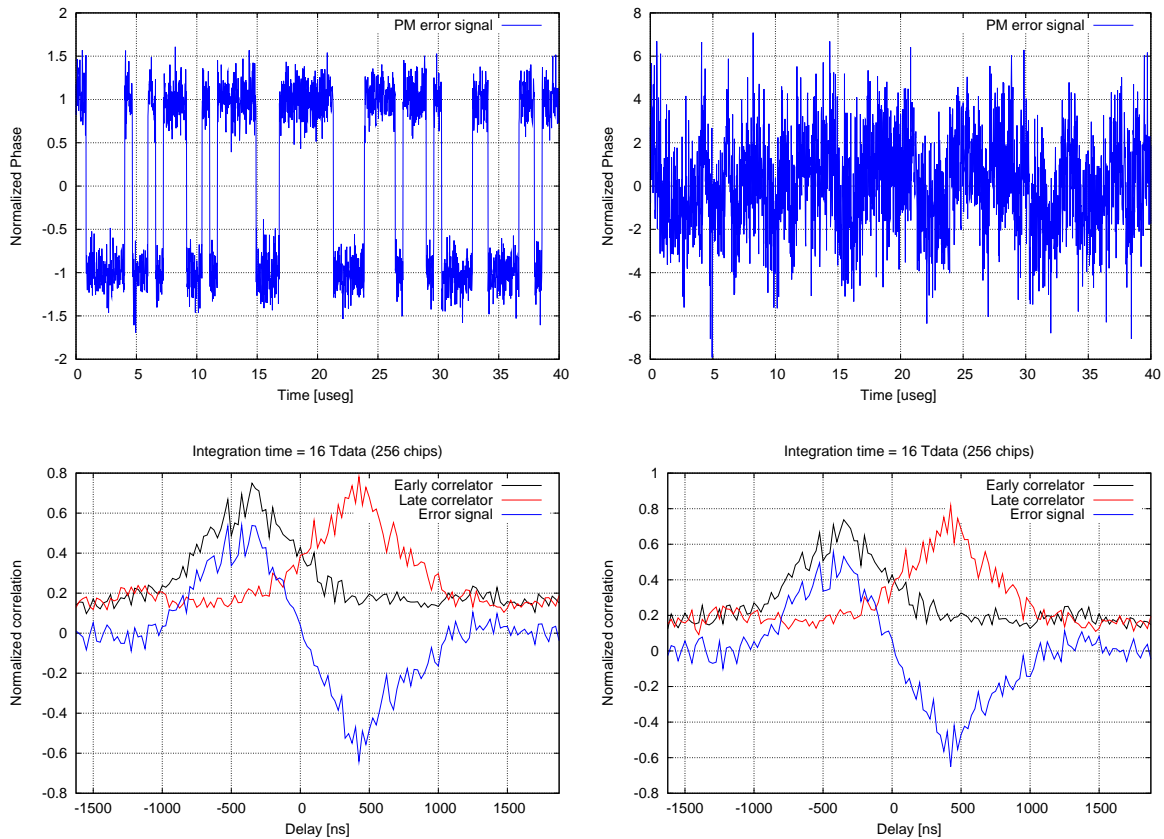 PM error signal
2
1.5
1
0.5
0
-0.5
-1
-1.5
-2
Normalized Phase
0 5 10 15 20 25 30 35 40
Time [useg]
PM error signal
8
6
4
2
0
-2
-4
-6
-8
Normalized Phase
0 5 10 15 20 25 30 35 40
Time [useg]
Integration time = 16 Tdata (256 chips)
Early correlator
Late correlator
Error signal
0.8
0.6
0.4
0.2
0
-0.2
-0.4
-0.6
-0.8
Normalized correlation
-1500 -1000 -500 0 500 1000 1500
Delay [ns]
Integration time = 16 Tdata (256 chips)
Early correlator
Late correlator
Error signal
1
0.8
0.6
0.4
0.2
0
-0.2
-0.4
-0.6
-0.8
Normalized correlation
-1500 -1000 -500 0 500 1000 1500
Delay [ns]